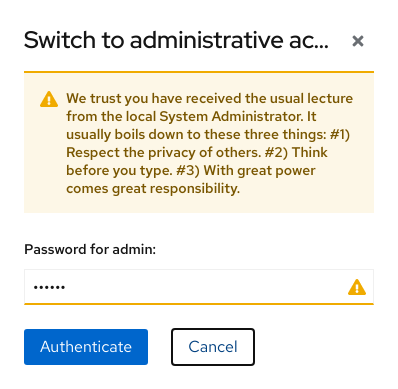 Switch to administrative ac...
We trust you have received the usual lecture
from the local System Administrator. It
usually boils down to these three things: #1)
Respect the privacy of others. #2) Think
before you type. #3) With great power
comes great responsibility.
Password for admin:
••••••
Authenticate
Cancel